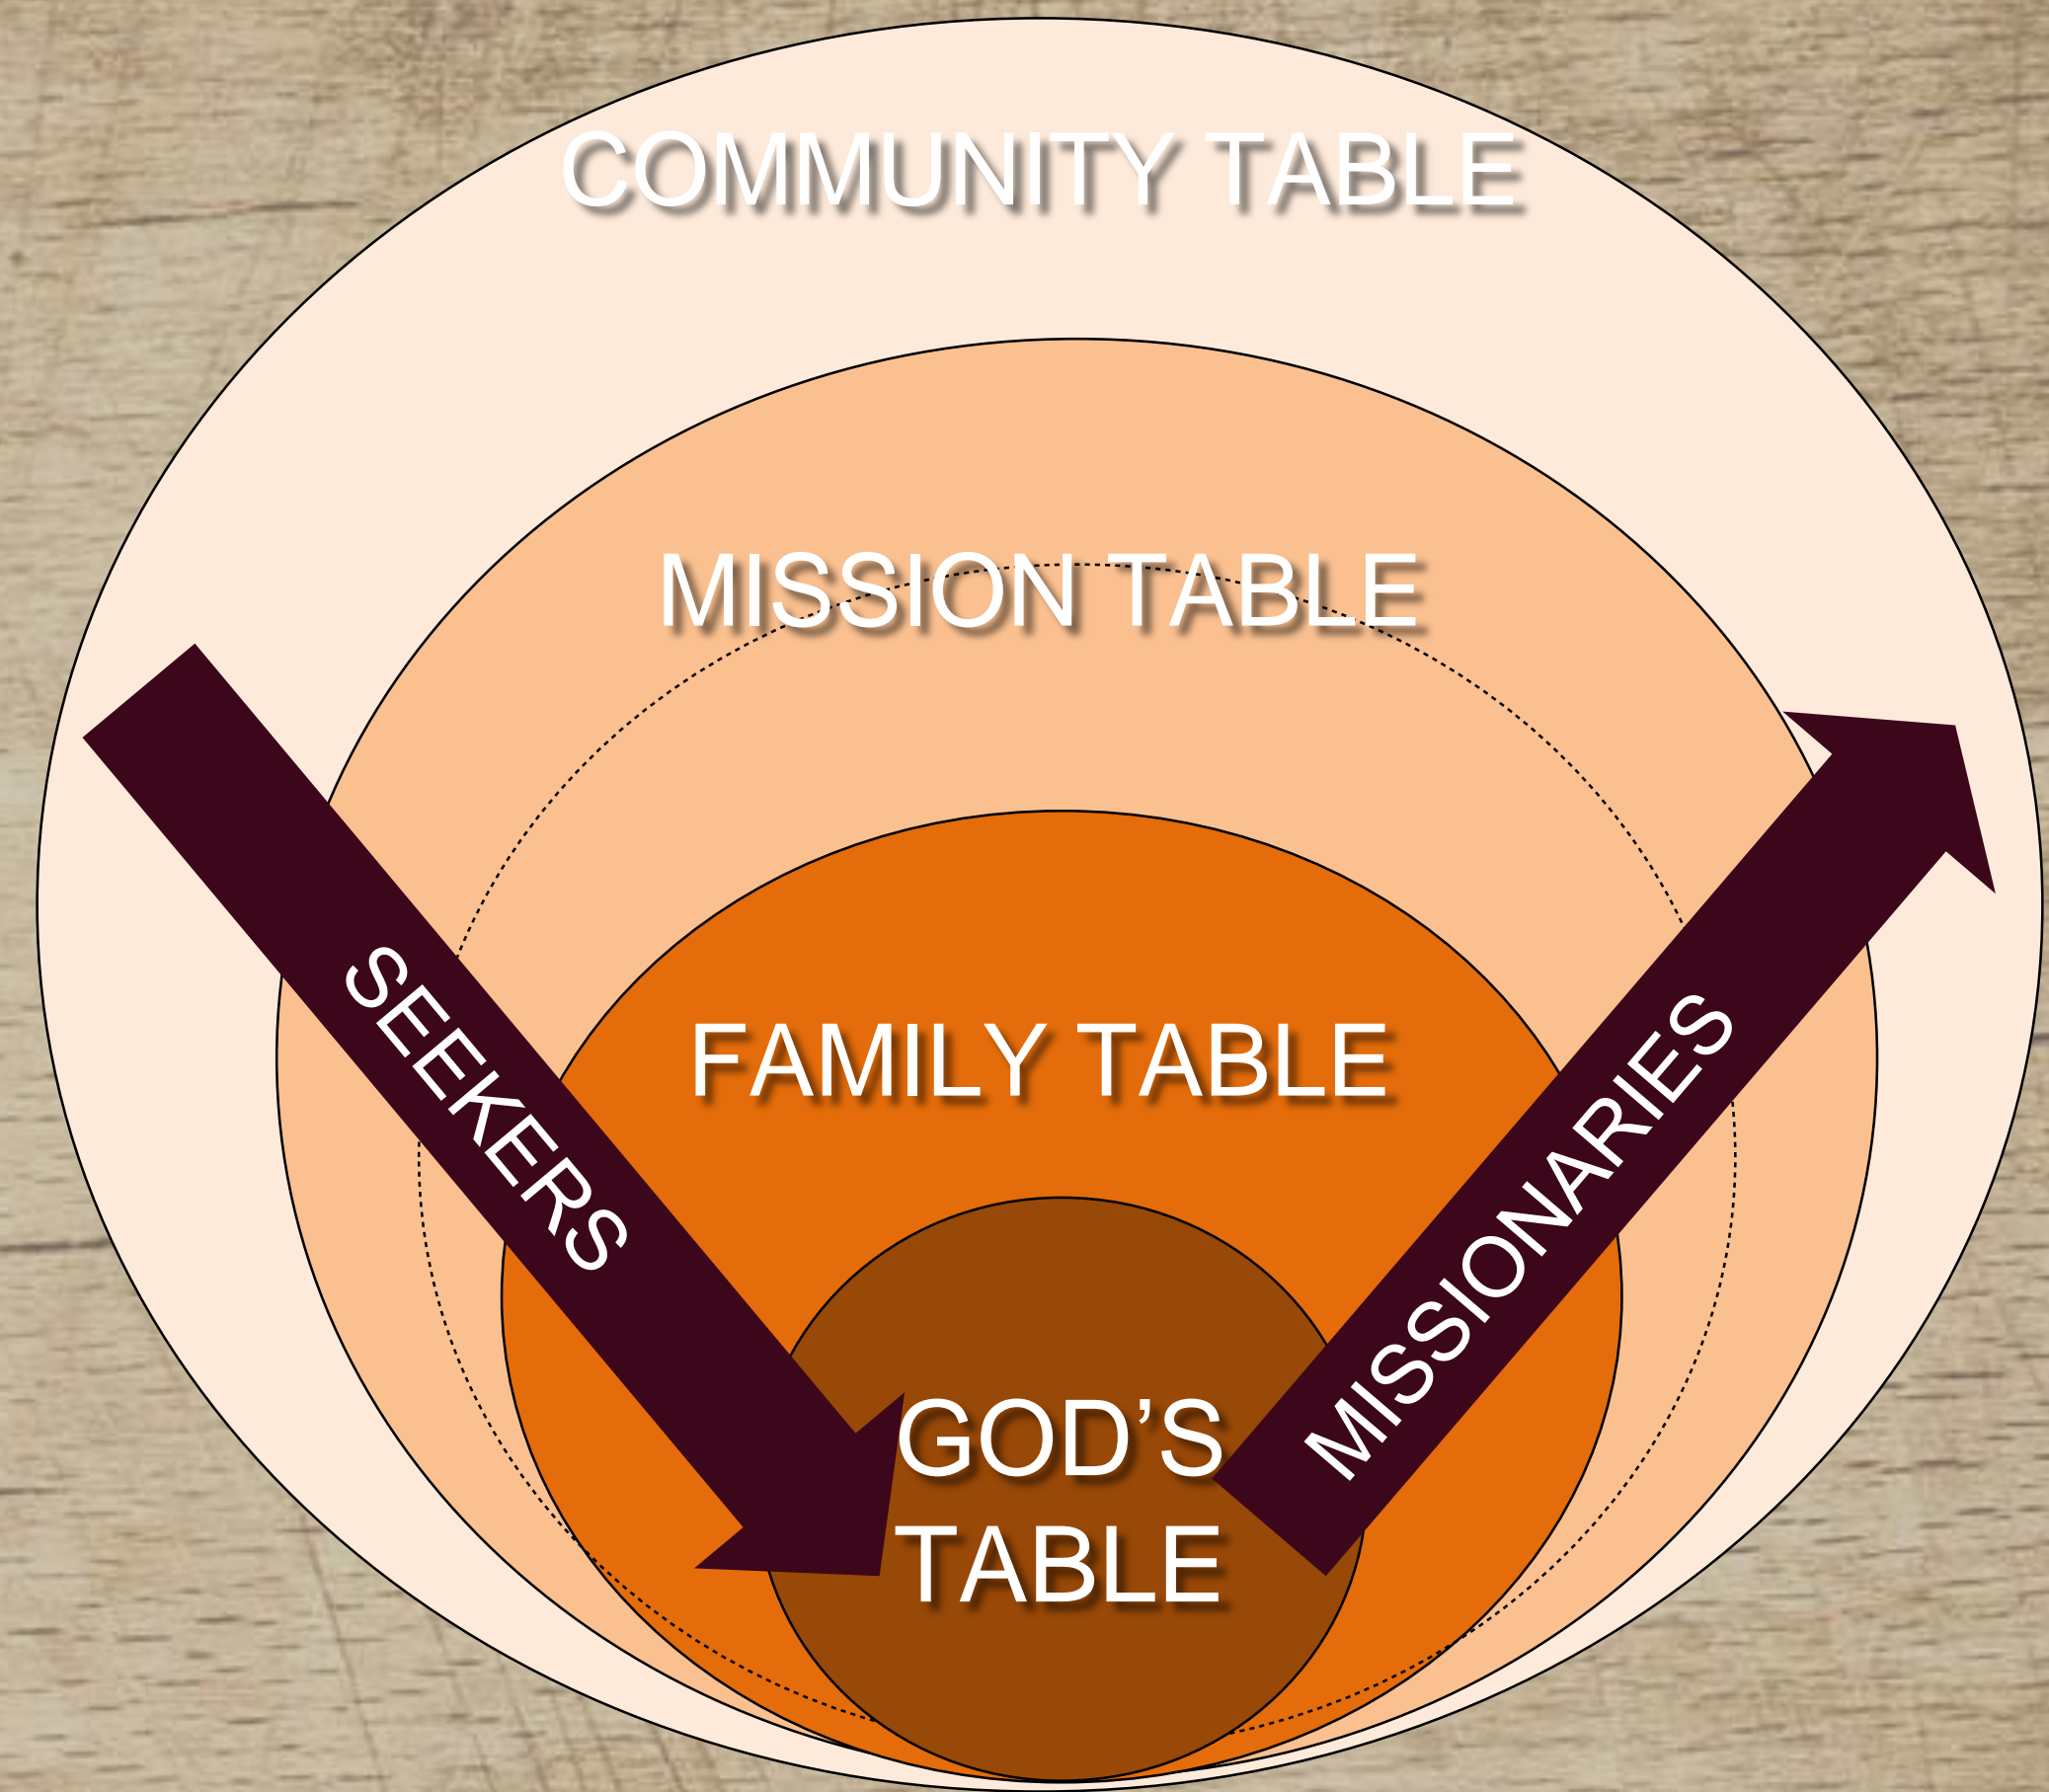 COMMUNITY TABLE
MISSION TABLE
SEEKERS
FAMILY TABLE
MISSIONARIES
GOD’S
TABLE